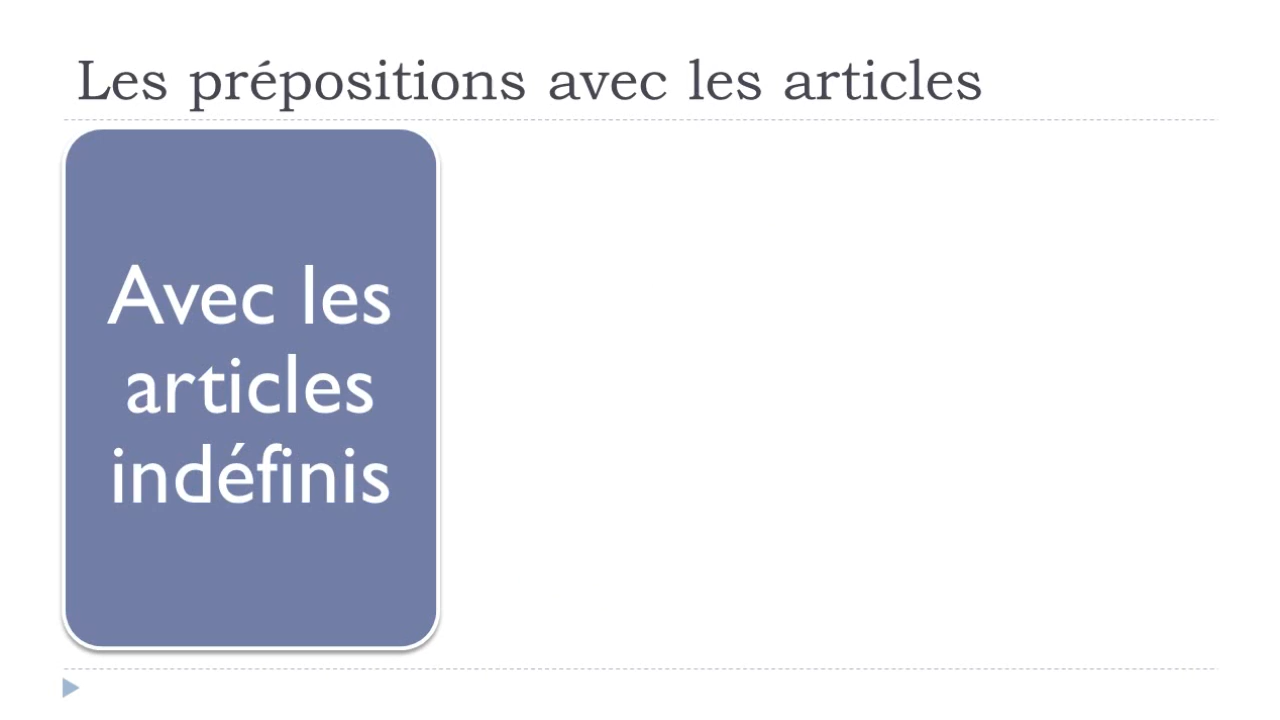 Les prépositions avec les articles
Avec les
articles
indéfinis